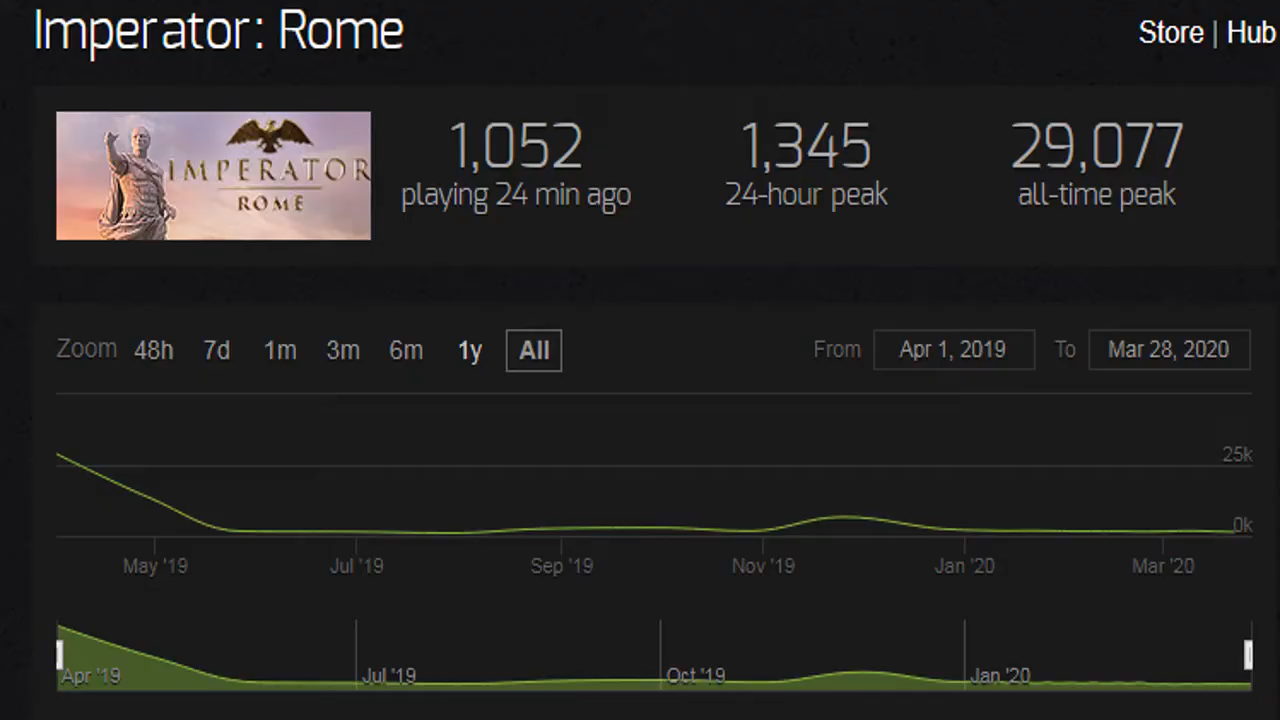 Imperator: Rome
Store | Hub
IMPERATOR
ROME
1,052
playing 24 min ago
1,345
24-hour peak
29,077
all-time peak
Zoom 48h 7d 1m 3m 6m 1y All
From Apr 1, 2019 To Mar 28, 2020
25k
0k
May '19 Jul '19 Sep '19 Nov '19 Jan '20 Mar '20
Apr '19 Jul '19 Oct '19 Jan '20